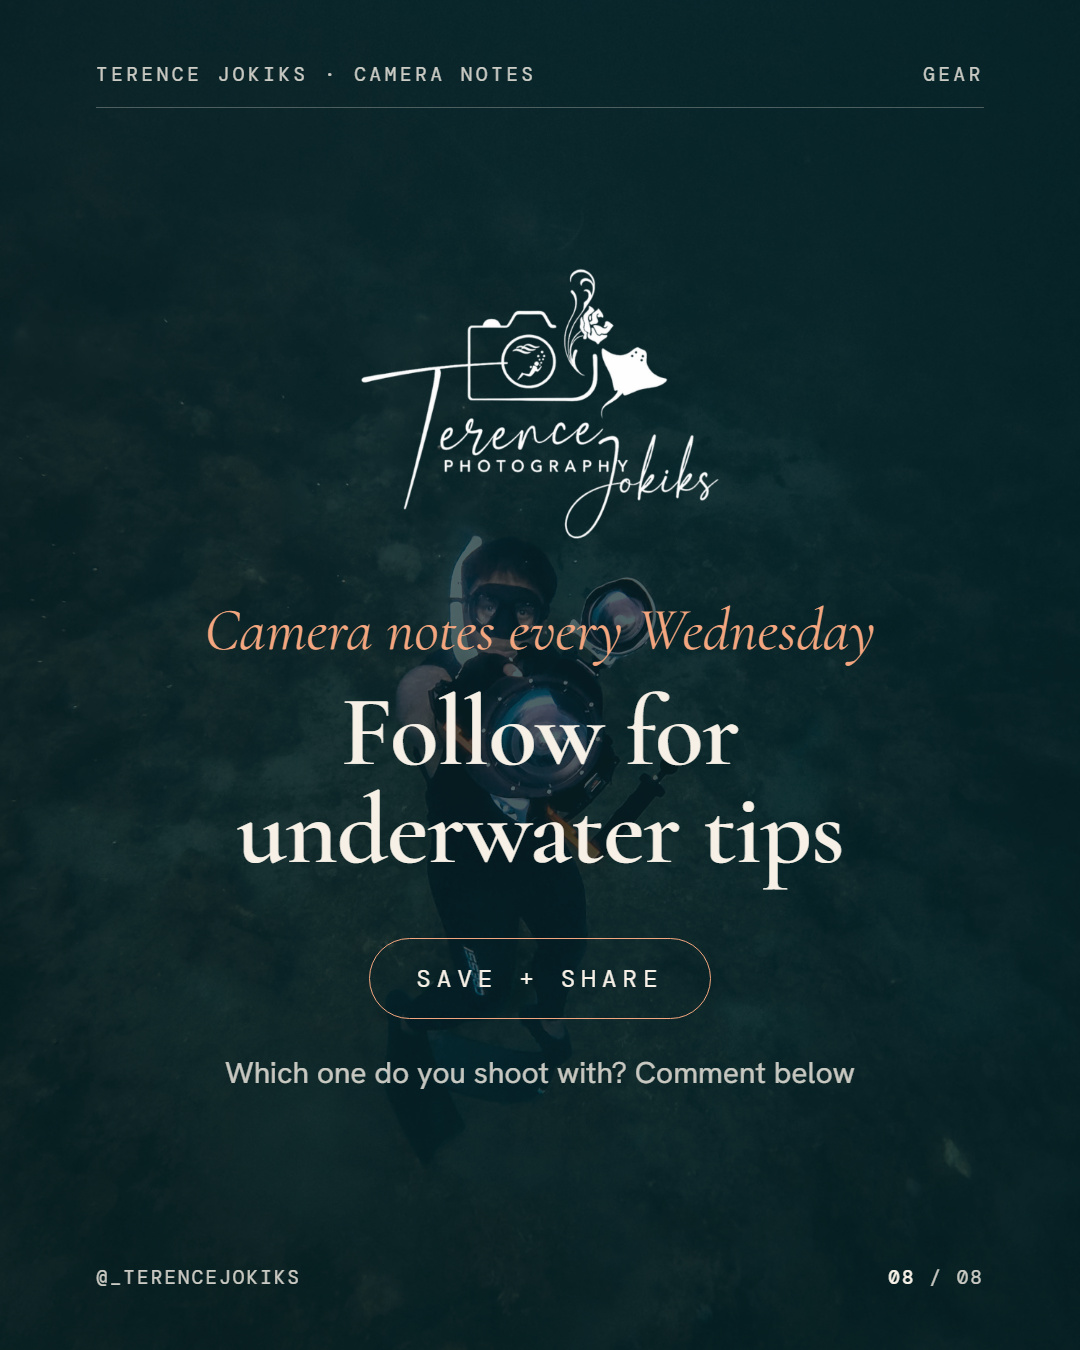 TERENCE JOKIKS · CAMERA NOTES
GEAR
Terence
PHOTOGRAPHY
Jokiks
Camera notes every Wednesday
Follow for
underwater tips
SAVE + SHARE
Which one do you shoot with? Comment below
@_TERENCEJOKIKS
08 / 08